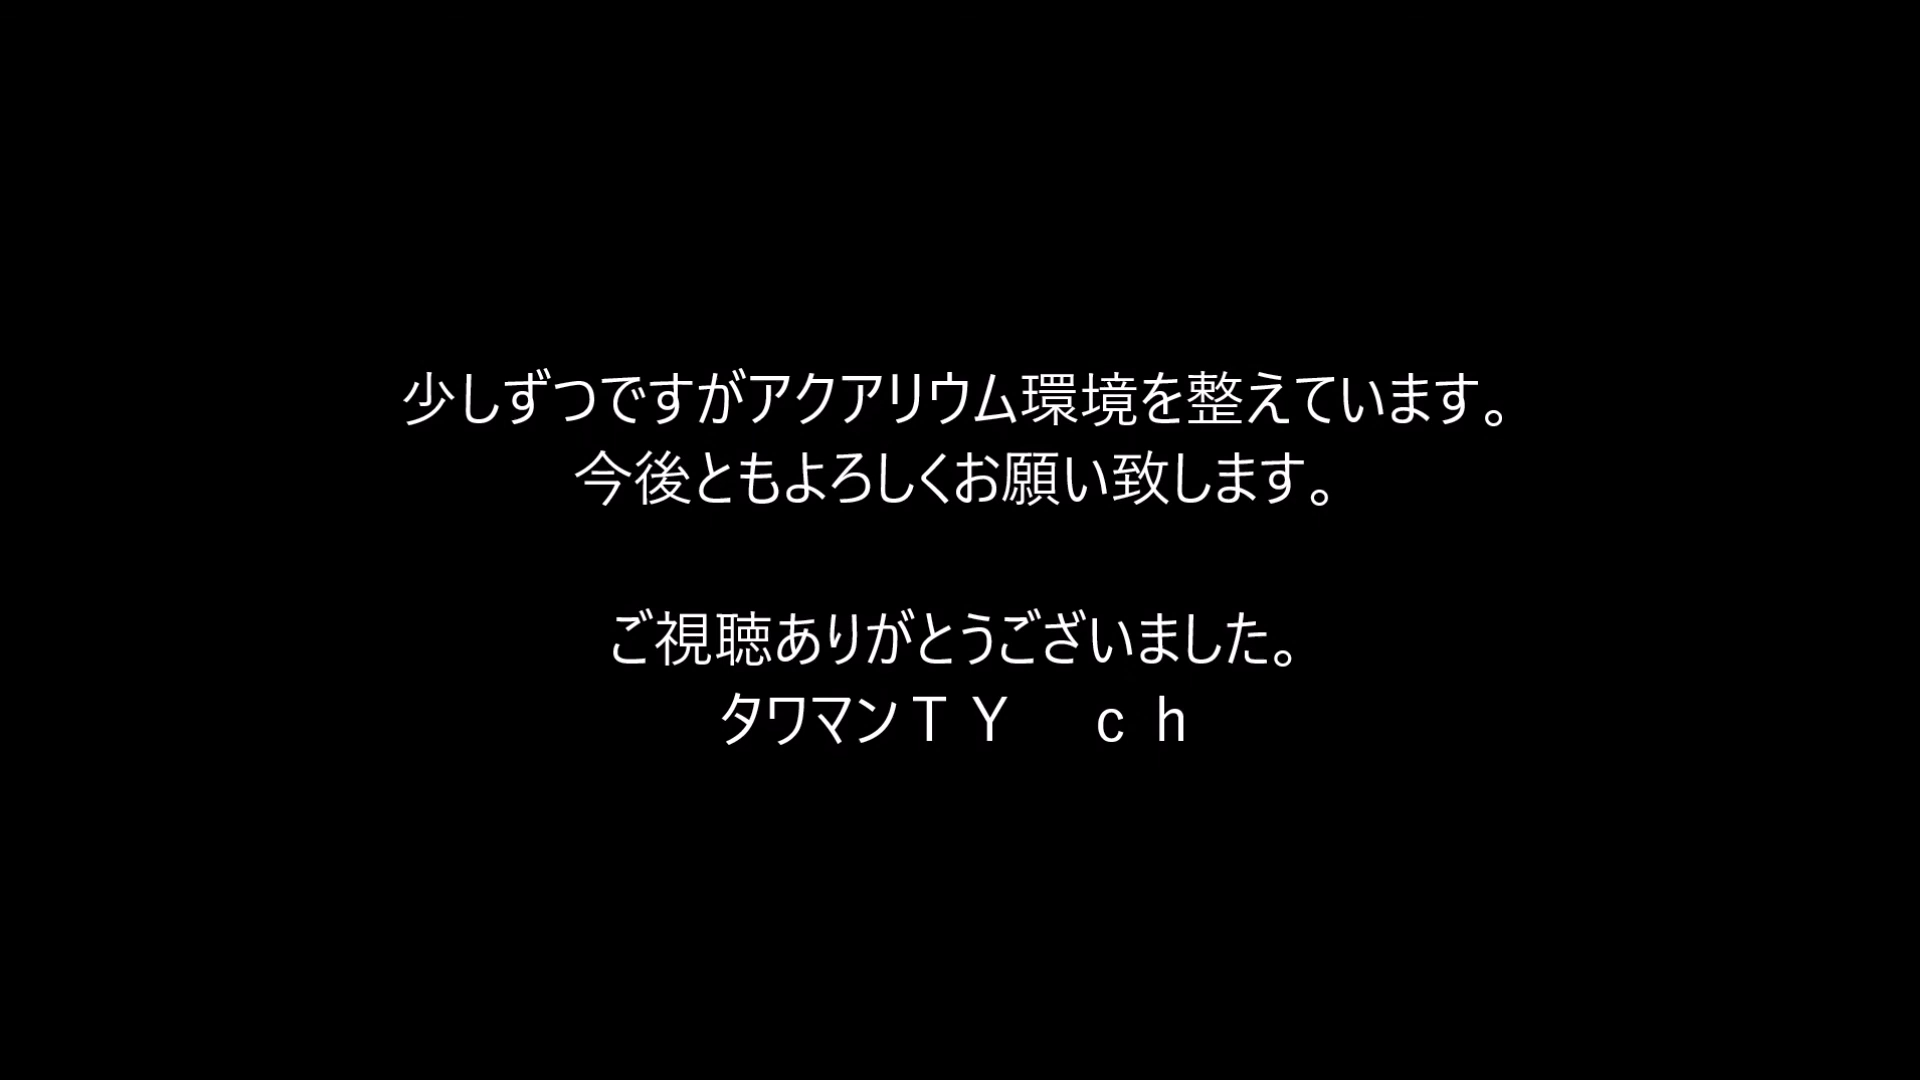 少しずつですがアクアリウム環境を整えています。
今後ともよろしくお願い致します。
ご視聴ありがとうございました。
タワマンＴＹ　ｃｈ